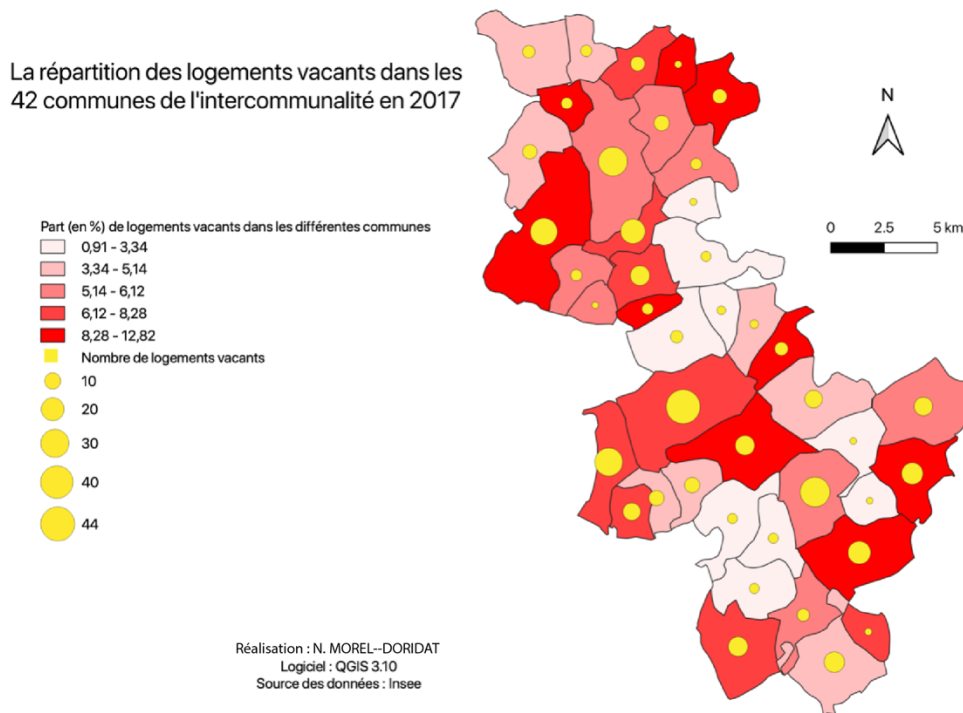 La répartition des logements vacants dans les
42 communes de l'intercommunalité en 2017
N
0 2.5 5 km
Part (en %) de logements vacants dans les différentes communes
0,91 - 3,34
3,34 - 5,14
5,14 - 6,12
6,12 - 8,28
8,28 - 12,82
Nombre de logements vacants
10
20
30
40
44
Réalisation : N. MOREL--DORIDAT
Logiciel : QGIS 3.10
Source des données : Insee